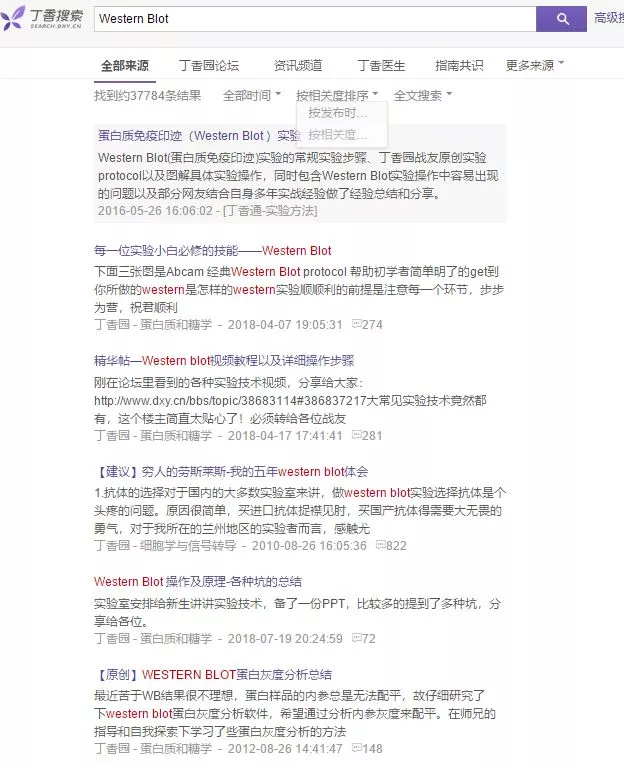 丁香搜索
SEARCH.DXY.CN
Western Blot
高级搜
全部来源 丁香园论坛 资讯频道 丁香医生 指南共识 更多来源
找到约37784条结果 全部时间 按相关度排序 全文搜索
按发布时...
按相关度...
蛋白质免疫印迹（Western Blot）实验
Western Blot(蛋白质免疫印迹)实验的常规实验步骤、丁香园战友原创实验
protocol以及图解具体实验操作，同时包含Western Blot实验操作中容易出现
的问题以及部分网友结合自身多年实战经验做了经验总结和分享。
2016-05-26 16:06:02 - [丁香通-实验方法]
每一位实验小白必修的技能——Western Blot
下面三张图是Abcam 经典Western Blot protocol 帮助初学者简单明了的get到
你所做的western是怎样的western实验顺顺利的前提是注意每一个环节，步步
为营，祝君顺利
丁香园 - 蛋白质和糖学 - 2018-04-07 19:05:31 274
精华帖—Western blot视频教程以及详细操作步骤
刚在论坛里看到的各种实验技术视频，分享给大家：
http://www.dxy.cn/bbs/topic/38683114#386837217大常见实验技术竟然都
有，这个楼主简直太贴心了！必须转给各位战友
丁香园 - 蛋白质和糖学 - 2018-04-17 17:41:41 281
【建议】穷人的劳斯莱斯-我的五年western blot体会
1.抗体的选择对于国内的大多数实验室来讲，做western blot实验选择抗体是个
头疼的问题。原因很简单，买进口抗体捉襟见肘，买国产抗体得需要大无畏的
勇气，对于我所在的兰州地区的实验者而言，感触尤
丁香园 - 细胞学与信号转导 - 2010-08-26 16:05:36 822
Western Blot 操作及原理-各种坑的总结
实验室安排给新生讲讲实验技术，备了一份PPT，比较多的提到了多种坑，分
享给各位。
丁香园 - 蛋白质和糖学 - 2018-07-19 20:24:59 72
【原创】WESTERN BLOT蛋白灰度分析总结
最近苦于WB结果很不理想，蛋白样品的内参总是无法配平，故仔细研究了
下western blot蛋白灰度分析软件，希望通过分析内参灰度来配平。在师兄的
指导和自我探索下学习了些蛋白灰度分析的方法
丁香园 - 蛋白质和糖学 - 2012-08-26 14:41:47 148